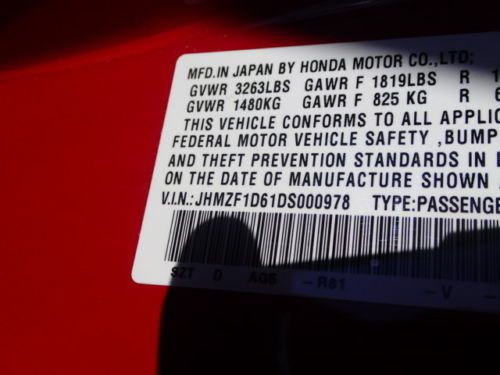 MFD.IN JAPAN BY HONDA MOTOR CO.,LTD;
GVWR 3263LBS GAWR F 1819LBS R 1
GVWR 1480KG GAWR F 825 KG R 6
THIS VEHICLE CONFORMS TO ALL APPLIC
FEDERAL MOTOR VEHICLE SAFETY ,BUMP
AND THEFT PREVENTION STANDARDS IN E
ON THE DATE OF MANUFACTURE SHOWN A
V.I.N.: JHMZF1D61DS000978 TYPE:PASSENGE
SZT D AG5 -R81 -V -